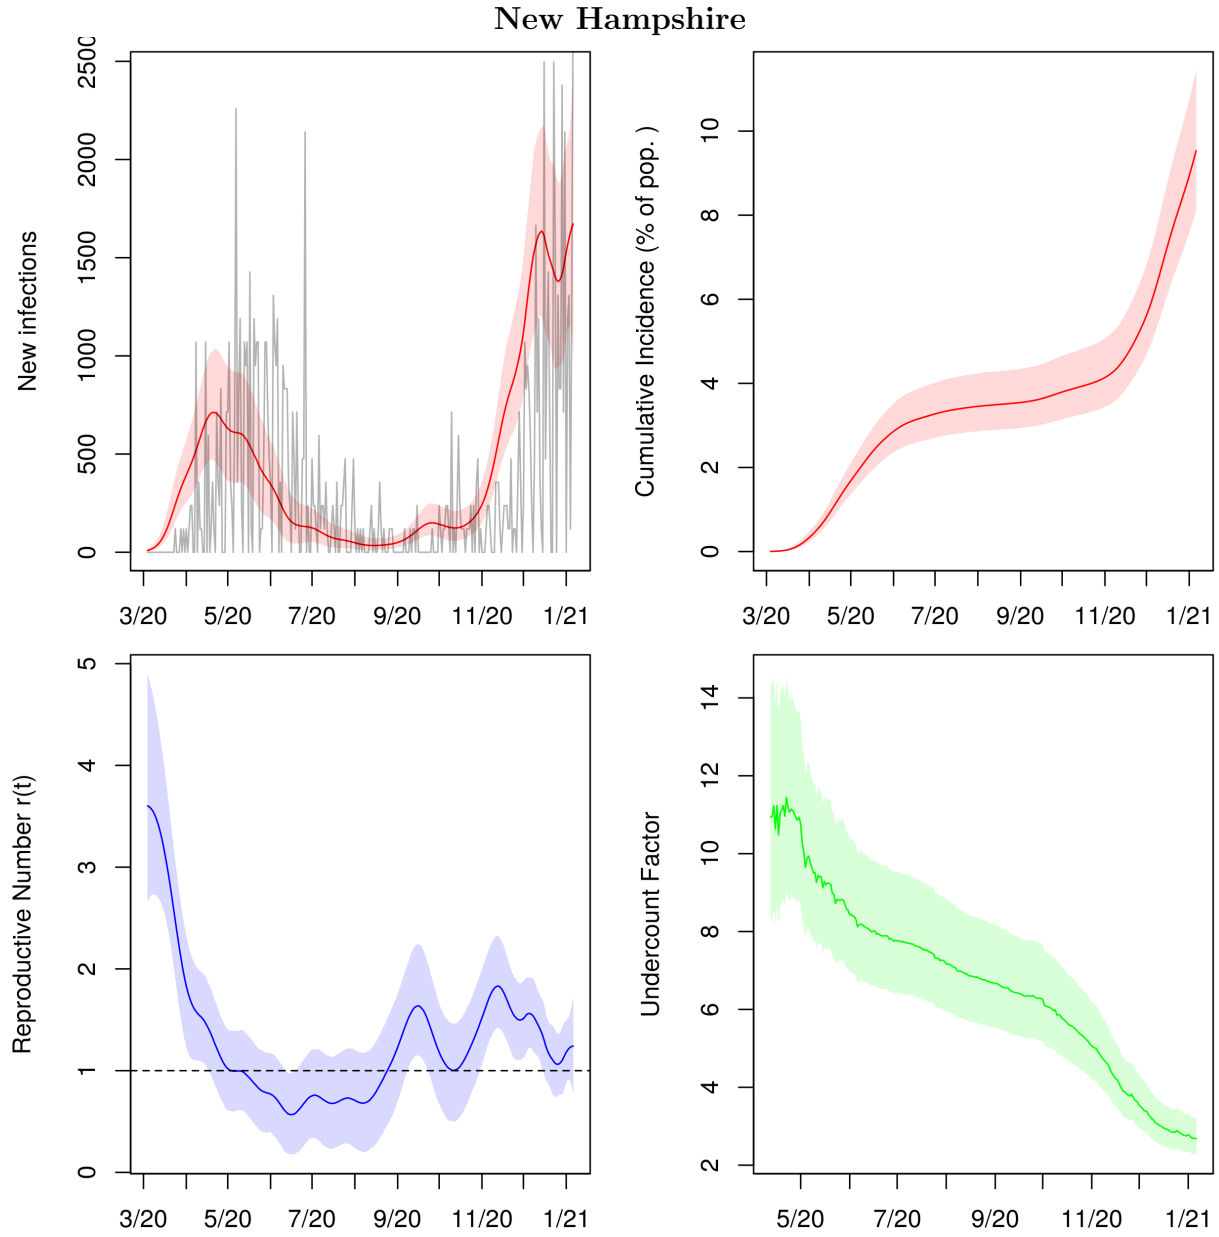 New Hampshire
New infections
0
500
1000
1500
2000
2500
3/20 5/20 7/20 9/20 11/20 1/21
Cumulative Incidence (% of pop. )
0
2
4
6
8
10
3/20 5/20 7/20 9/20 11/20 1/21
Reproductive Number r(t)
0
1
2
3
4
5
3/20 5/20 7/20 9/20 11/20 1/21
Undercount Factor
2
4
6
8
10
12
14
5/20 7/20 9/20 11/20 1/21